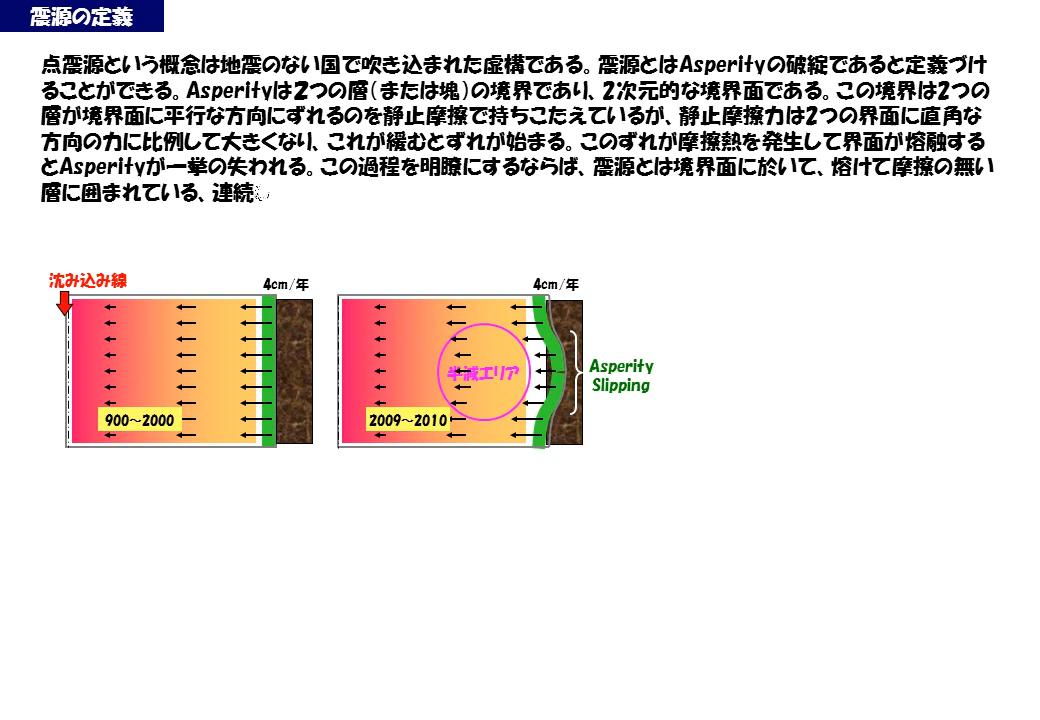 震源の定義
点震源という概念は地震のない国で吹き込まれた虚構である。震源とはAsperityの破綻であると定義づけ
ることができる。Asperityは2つの層（または塊）の境界であり、2次元的な境界面である。この境界は2つの
層が境界面に平行な方向にずれるのを静止摩擦で持ちこたえているが、静止摩擦力は2つの界面に直角な
方向の力に比例して大きくなり、これが緩むとずれが始まる。このずれが摩擦熱を発生して界面が熔融する
とAsperityが一挙の失われる。この過程を明瞭にするならば、震源とは境界面に於いて、熔けて摩擦の無い
層に囲まれている、連続
沈み込み線
4cm/年
4cm/年
半減エリア
Asperity
Slipping
900～2000
2009～2010